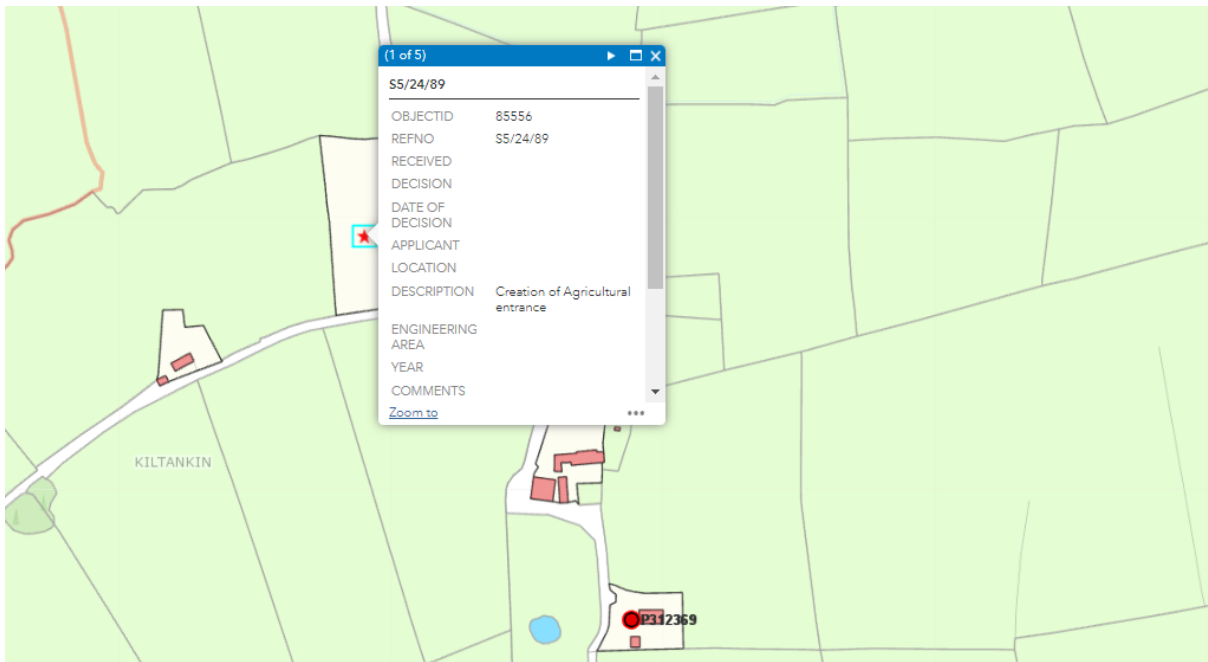 (1 of 5)
S5/24/89
OBJECTID 85556
REFNO S5/24/89
RECEIVED
DECISION
DATE OF
DECISION
APPLICANT
LOCATION
DESCRIPTION Creation of Agricultural
entrance
ENGINEERING
AREA
YEAR
COMMENTS
Zoom to
KILTANKIN
P312369